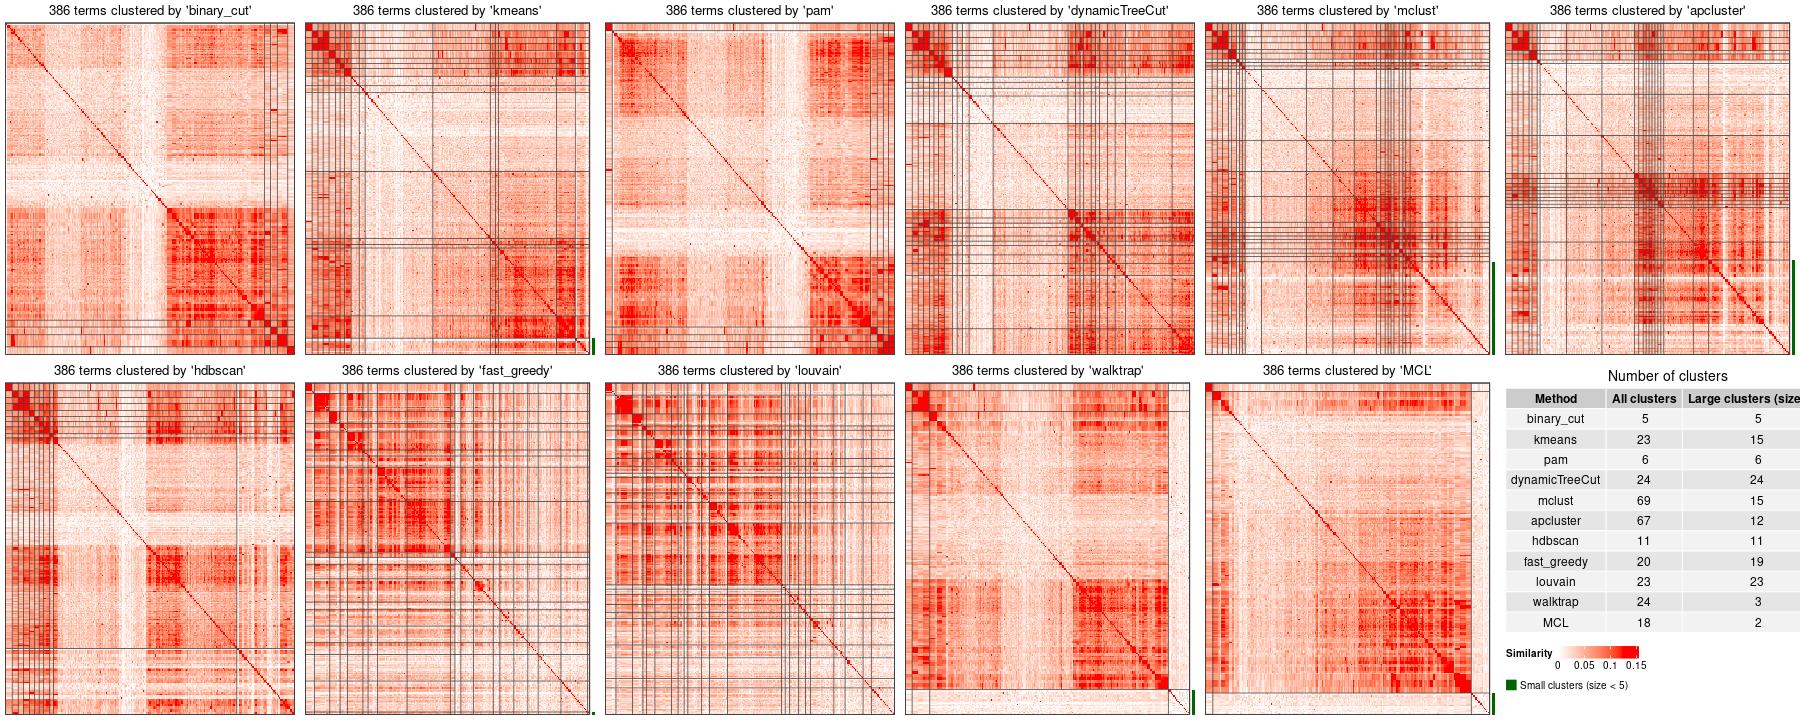 386 terms clustered by 'binary_cut'
386 terms clustered by 'kmeans'
386 terms clustered by 'pam'
386 terms clustered by 'dynamicTreeCut'
386 terms clustered by 'mclust'
386 terms clustered by 'apcluster'
386 terms clustered by 'hdbscan'
386 terms clustered by 'fast_greedy'
386 terms clustered by 'louvain'
386 terms clustered by 'walktrap'
386 terms clustered by 'MCL'
Number of clusters
Method All clusters Large clusters (size
binary_cut 5 5
kmeans 23 15
pam 6 6
dynamicTreeCut 24 24
mclust 69 15
apcluster 67 12
hdbscan 11 11
fast_greedy 20 19
louvain 23 23
walktrap 24 3
MCL 18 2
Similarity
0 0.05 0.1 0.15
Small clusters (size < 5)